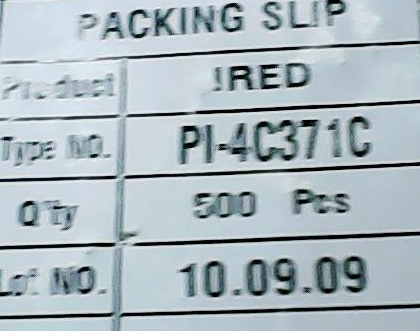 PACKING SLIP
Product IRED
Type NO. PI-4C371C
Q'ty 500 Pcs
Lot NO. 10.09.09